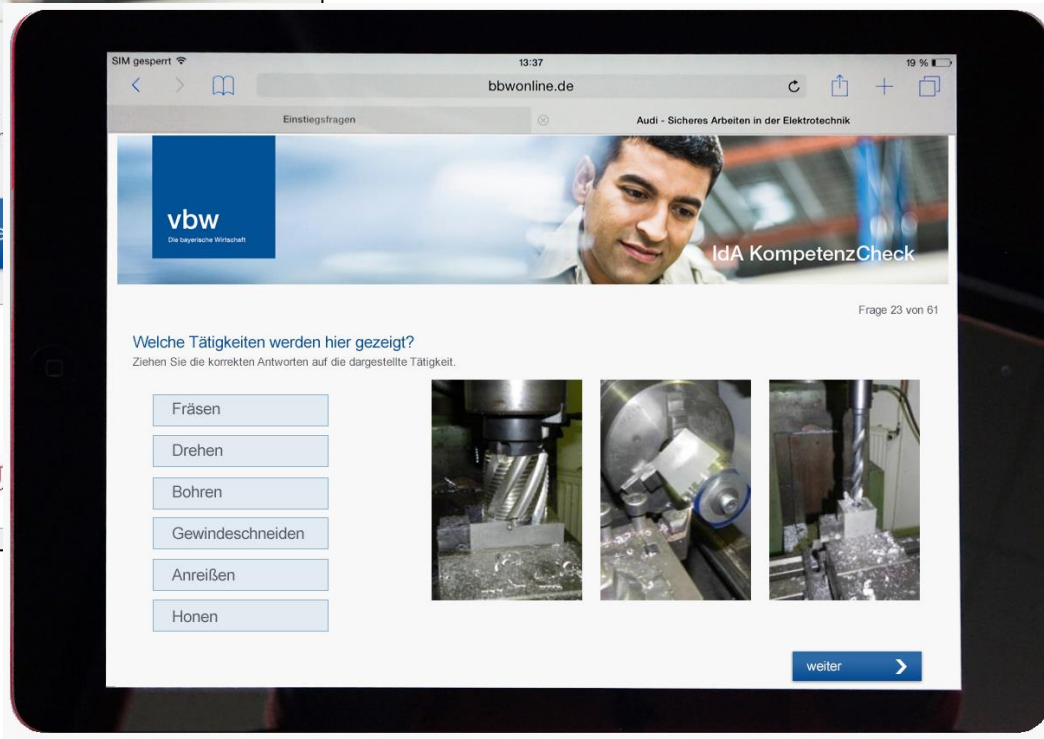 SIM gesperrt
13:37
19 %
bbwonline.de
Einstiegsfragen
Audi - Sicheres Arbeiten in der Elektrotechnik
vbw
Die bayerische Wirtschaft
IdA KompetenzCheck
Frage 23 von 61
Welche Tätigkeiten werden hier gezeigt?
Ziehen Sie die korrekten Antworten auf die dargestellte Tätigkeit.
Fräsen
Drehen
Bohren
Gewindeschneiden
Anreißen
Honen
weiter